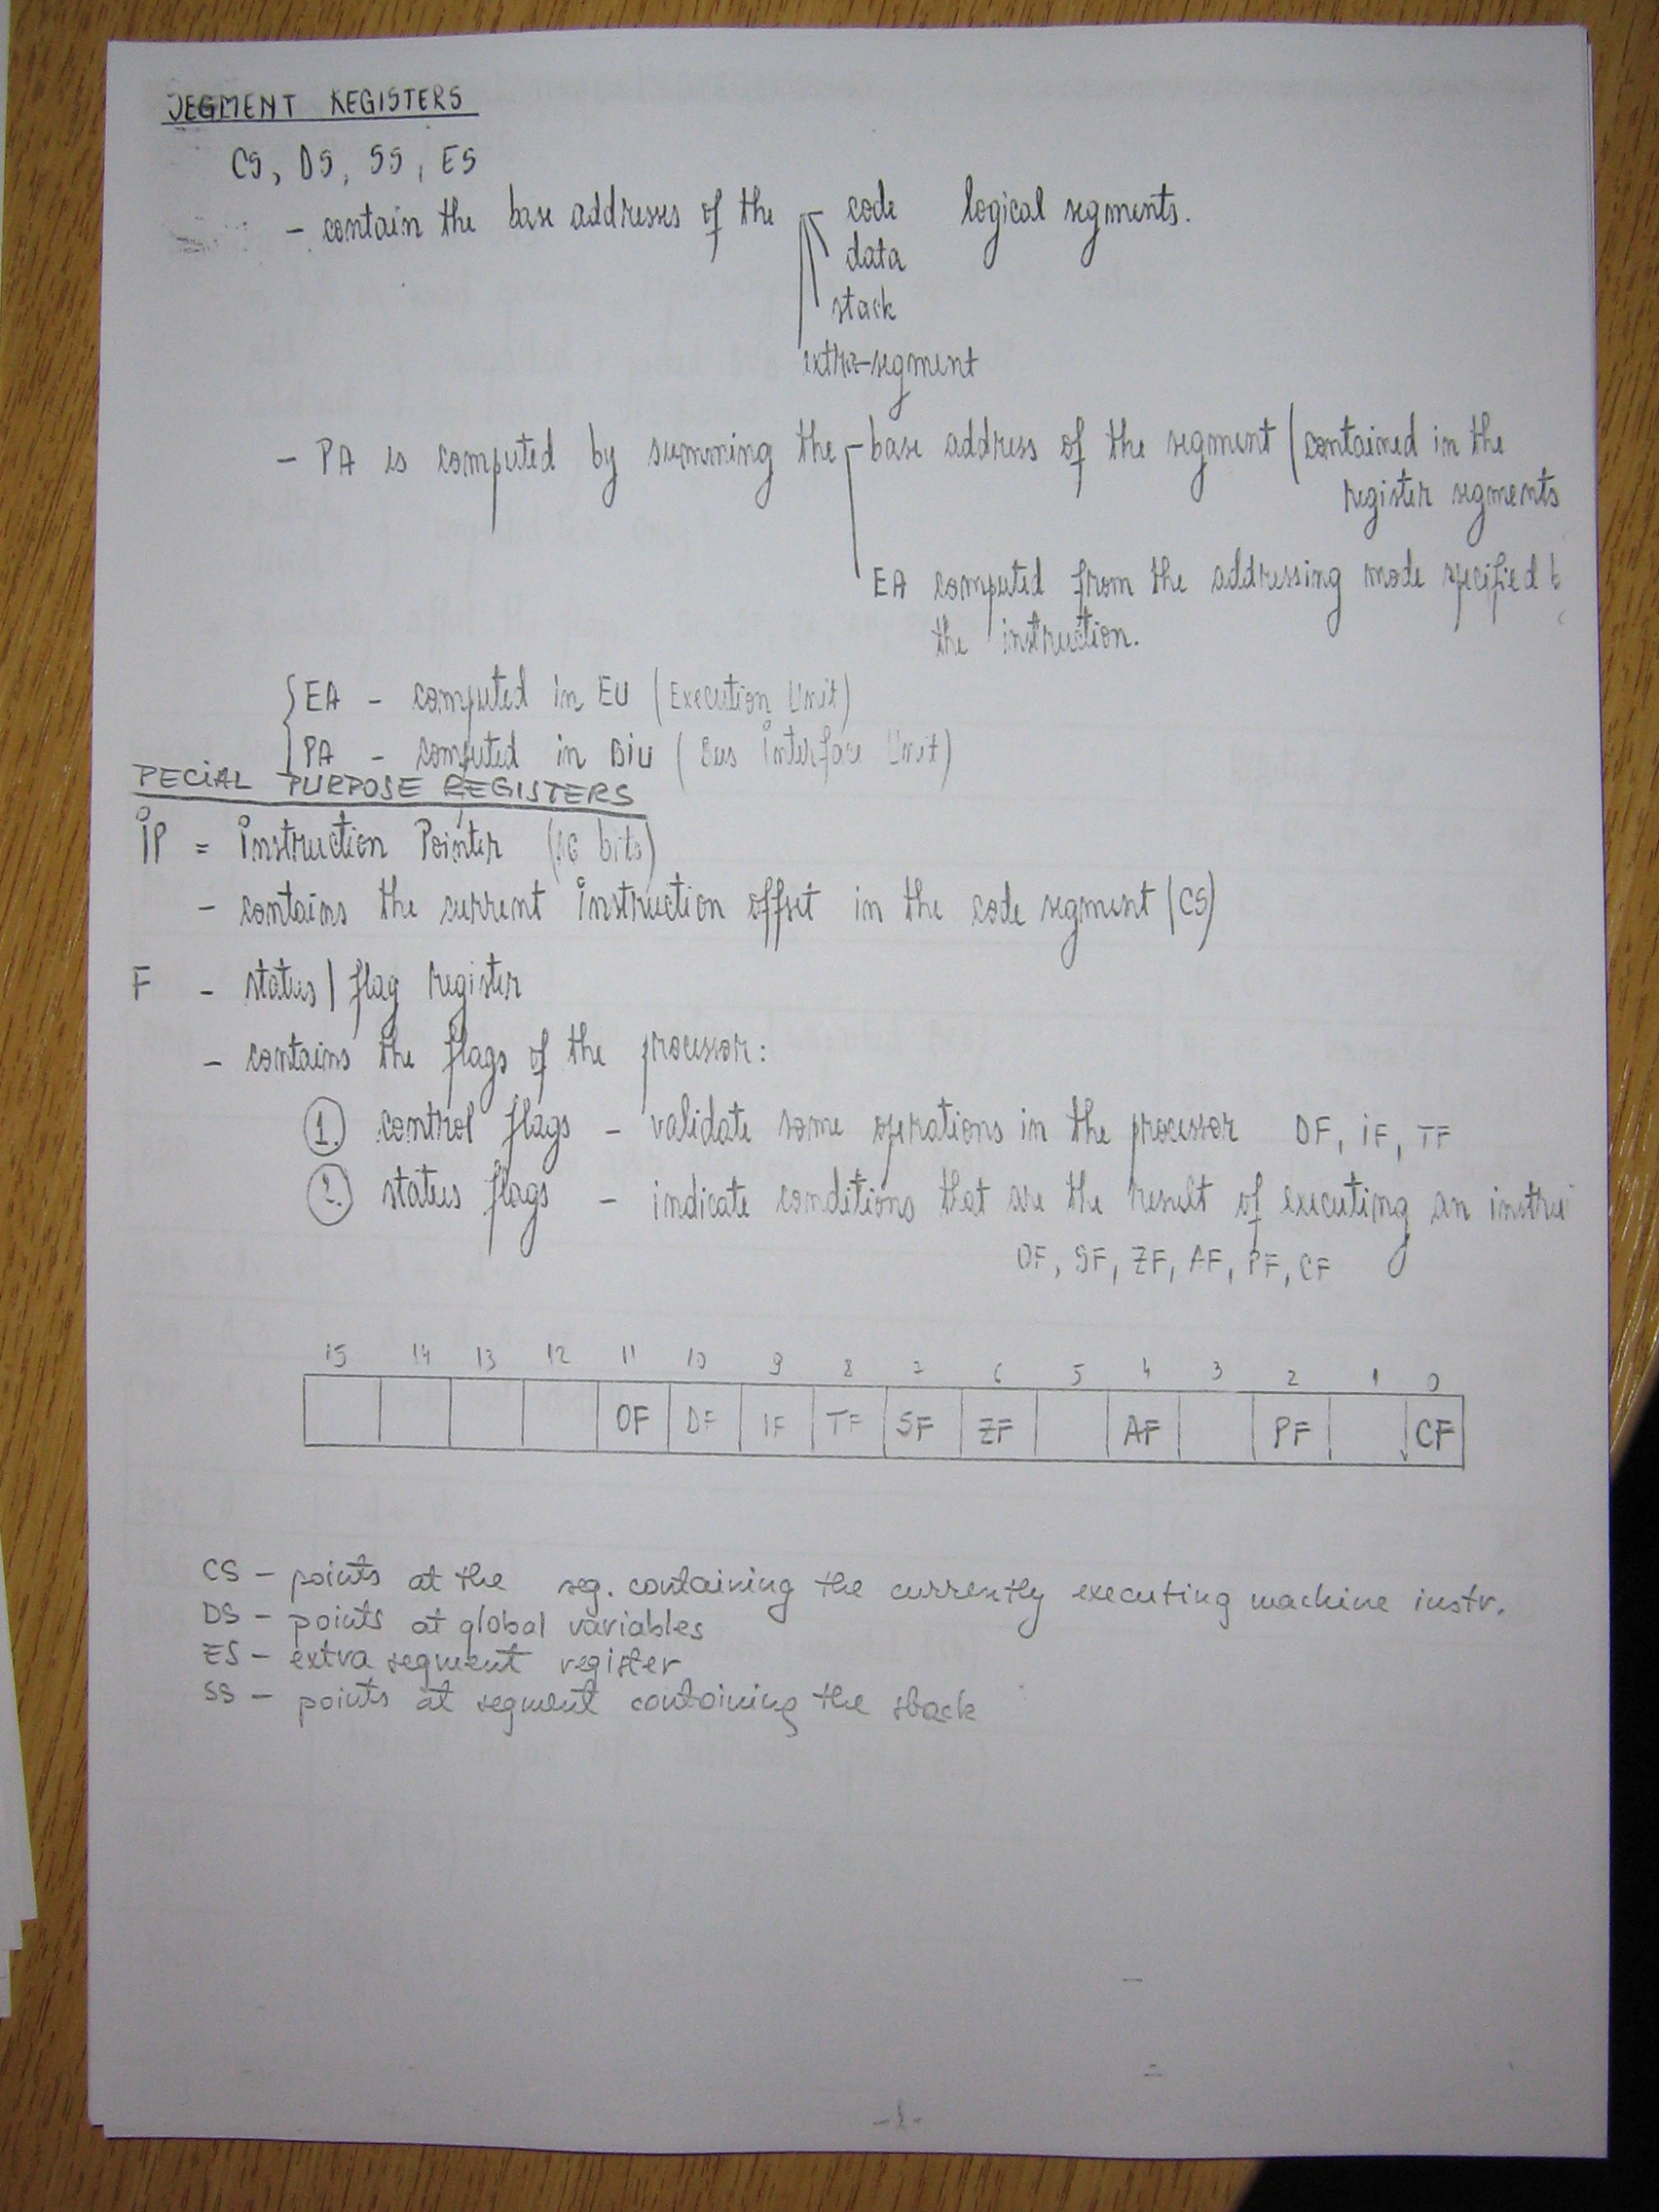 SEGMENT REGISTERS
CS, DS, SS, ES
- contain the base addresses of the code logical segments.
data
stack
extra-segment
- PA is computed by summing the base address of the segment (contained in the
register segments
EA computed from the addressing mode specified b
the instruction.
EA - computed in EU (Execution Unit)
PA - computed in BiU (Bus Interface Unit)
PECIAL PURPOSE REGISTERS
IP = Instruction Pointer (16 bits)
- contains the current instruction offset in the code segment (CS)
F - status/flag register
- contains the flags of the processor:
1. control flags - validate some operations in the processor DF, iF, TF
2. status flags - indicate conditions that are the result of executing an instru
OF, SF, ZF, AF, PF, CF
15 14 13 12 11 10 9 8 7 6 5 4 3 2 1 0
OF DF IF TF SF ZF AF PF CF
CS - points at the seg. containing the currently executing machine instr.
DS - points at global variables
ES - extra segment register
SS - points at segment containing the stack